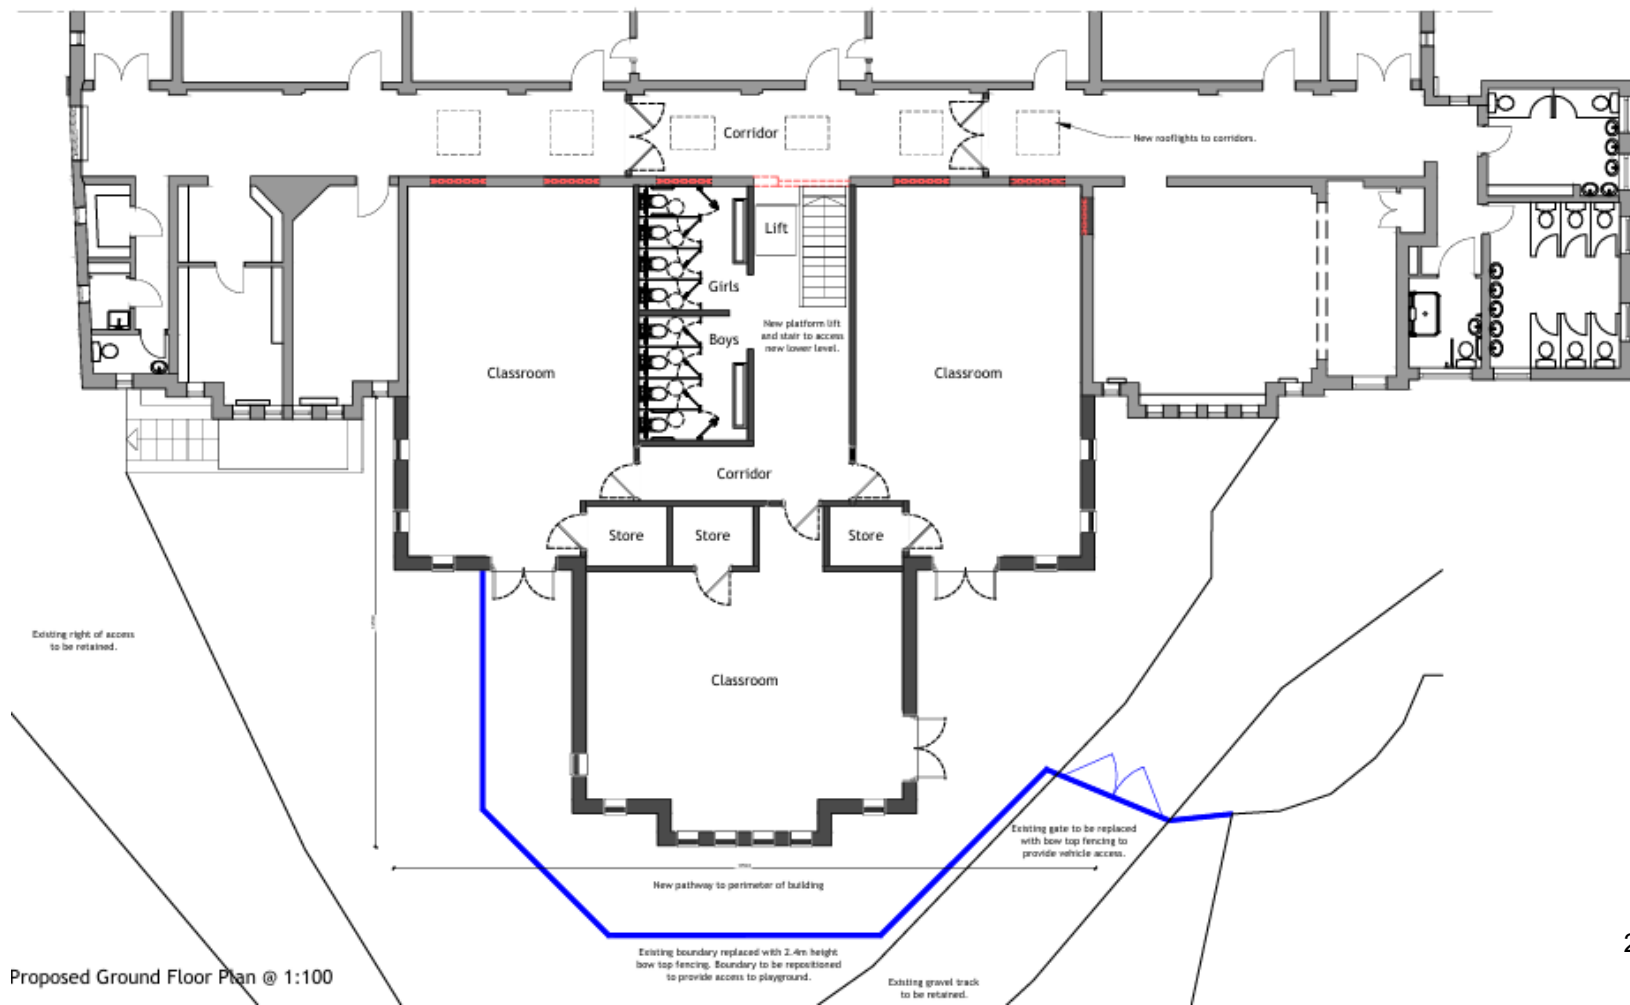 Corridor
New rooflights to corridors.
Lift
Girls
New platform lift
and stair to access
new lower level.
Boys
Classroom
Classroom
Corridor
Store
Store
Store
Existing right of access
to be retained.
Classroom
Existing gate to be replaced
with bow top fencing to
provide vehicle access.
New pathway to perimeter of building
Existing boundary replaced with 2.4m height
bow top fencing. Boundary to be repositioned
to provide access to playground.
Proposed Ground Floor Plan @ 1:100
Existing gravel track
to be retained.